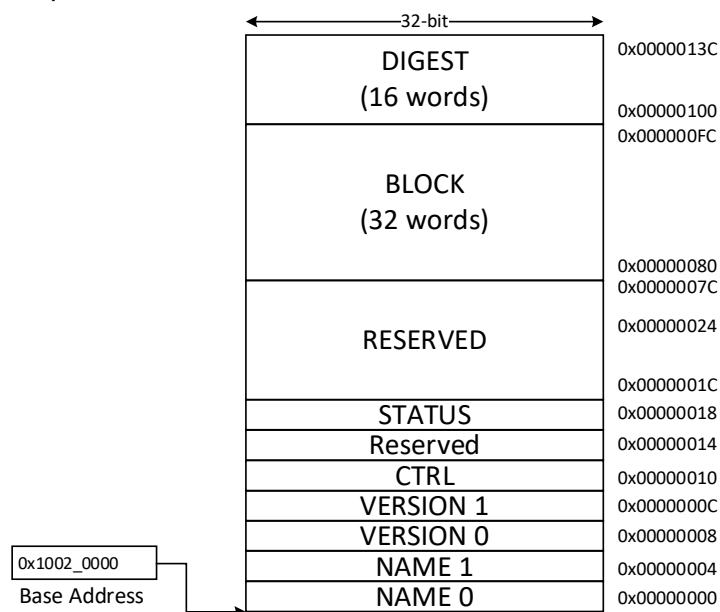 32-bit
DIGEST
(16 words)
0x0000013C
0x00000100
0x000000FC
BLOCK
(32 words)
0x00000080
0x0000007C
0x00000024
RESERVED
0x0000001C
STATUS 0x00000018
Reserved 0x00000014
CTRL 0x00000010
VERSION 1 0x0000000C
VERSION 0 0x00000008
0x1002_0000 NAME 1 0x00000004
Base Address NAME 0 0x00000000